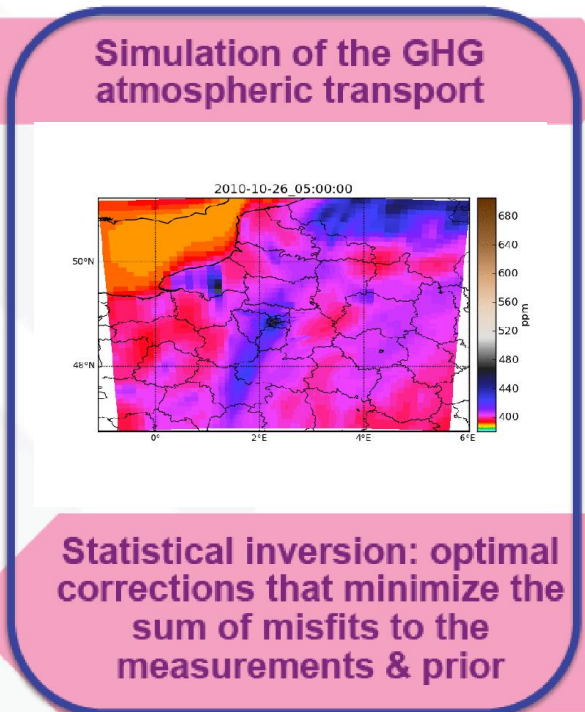 Simulation of the GHG
atmospheric transport
2010-10-26_05:00:00
50°N
48°N
0°
2°E
4°E
6°E
680
640
600
560
520
480
440
400
ppm
Statistical inversion: optimal
corrections that minimize the
sum of misfits to the
measurements & prior